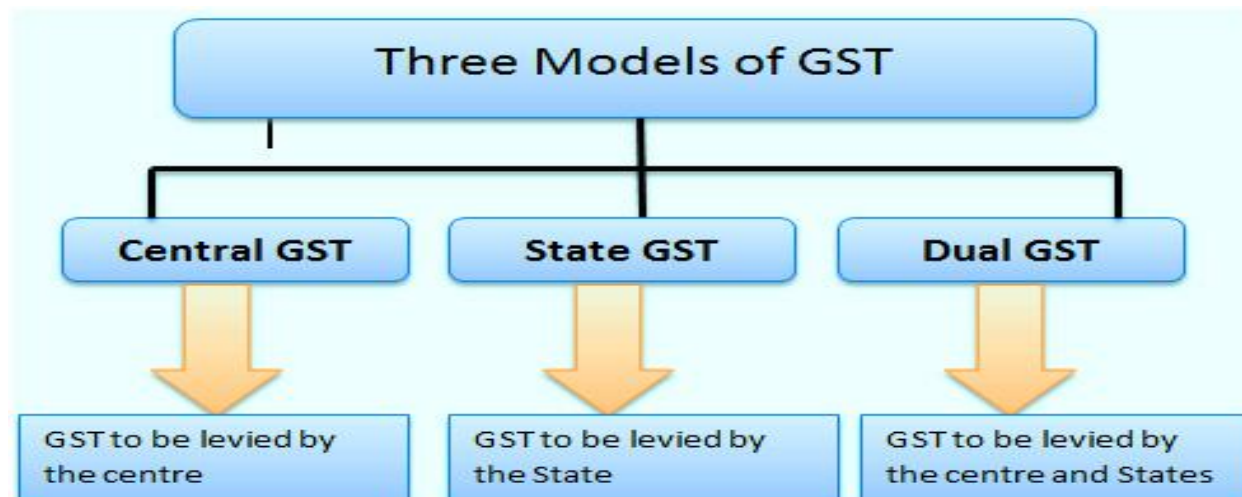 Three Models of GST
Central GST
State GST
Dual GST
GST to be levied by
the centre
GST to be levied by
the State
GST to be levied by
the centre and States